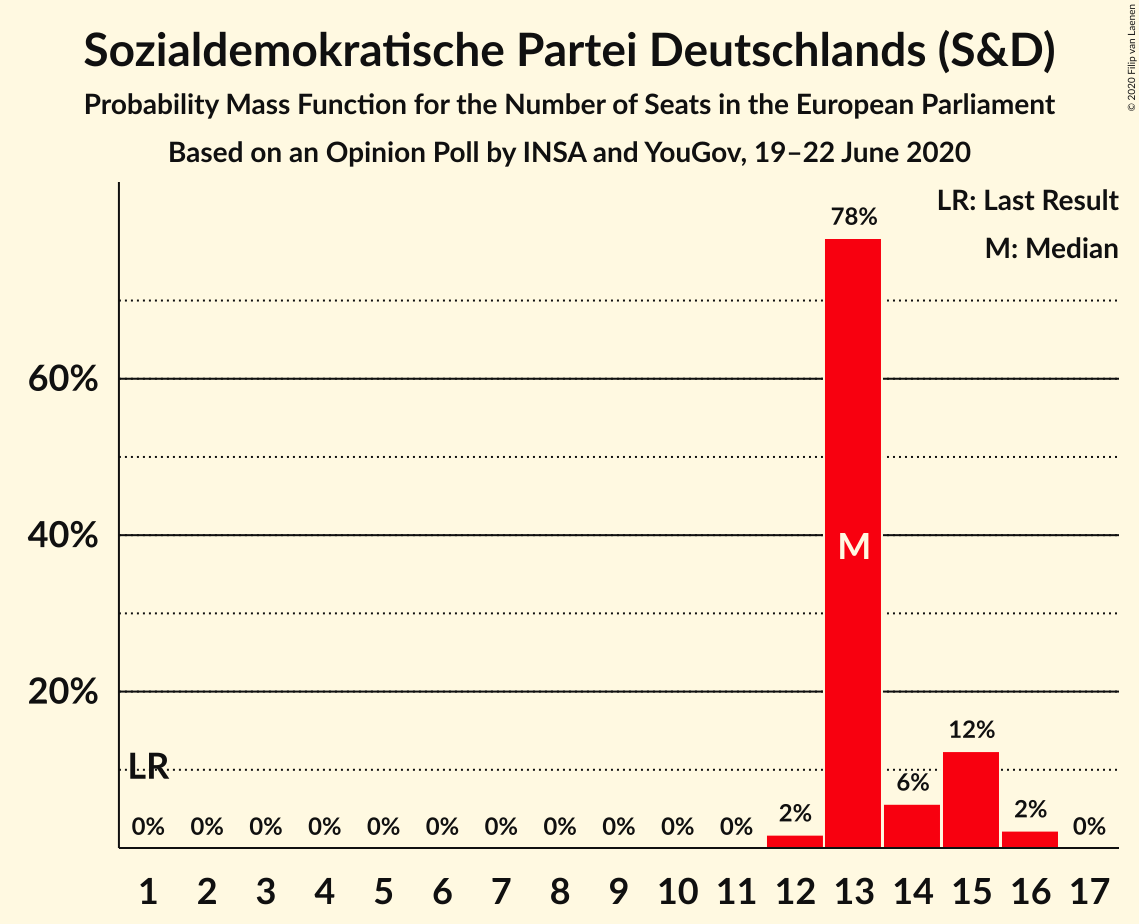 Sozialdemokratische Partei Deutschlands (S&D)
Probability Mass Function for the Number of Seats in the European Parliament
Based on an Opinion Poll by INSA and YouGov, 19–22 June 2020
© 2020 Filip van Laenen
LR: Last Result
M: Median
78%
60%
40%
M
20%
12%
LR
6%
0% 0% 0% 0% 0% 0% 0% 0% 0% 0% 0% 2% 2% 0%
1 2 3 4 5 6 7 8 9 10 11 12 13 14 15 16 17